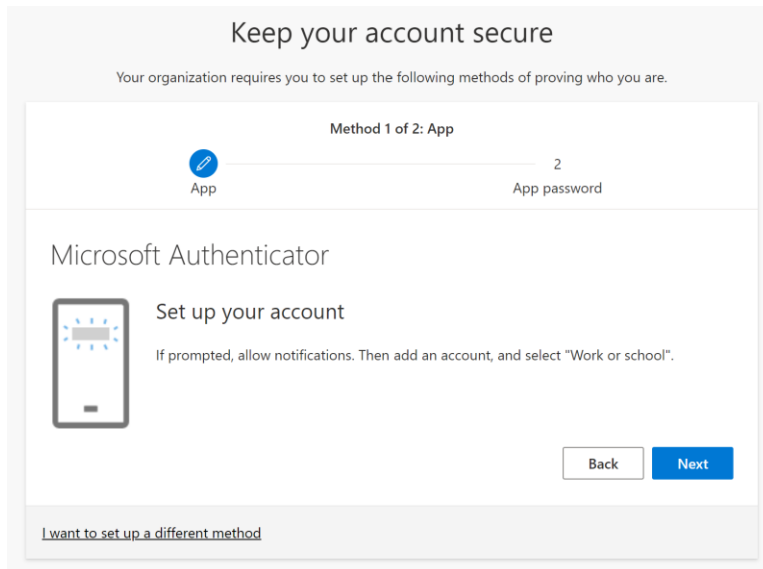 Keep your account secure
Your organization requires you to set up the following methods of proving who you are.
Method 1 of 2: App
2
App
App password
Microsoft Authenticator
Set up your account
If prompted, allow notifications. Then add an account, and select "Work or school".
Back
Next
I want to set up a different method